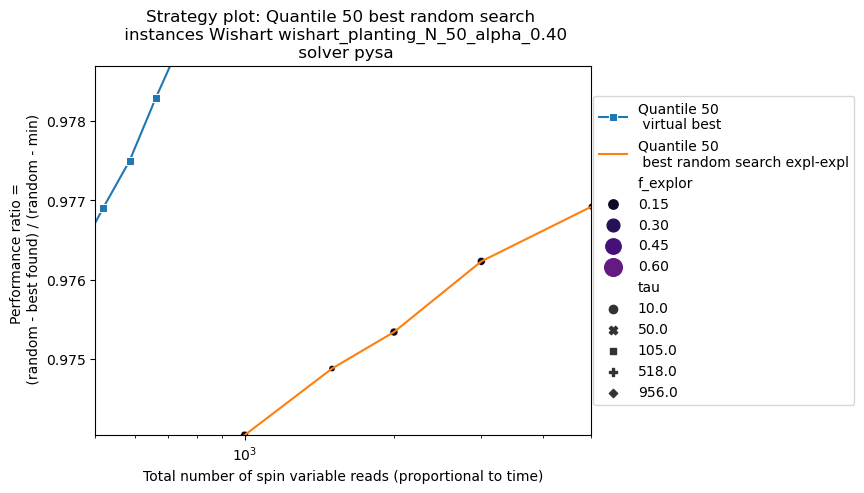 Strategy plot: Quantile 50 best random search
instances Wishart wishart_planting_N_50_alpha_0.40
solver pysa
0.978
0.977
0.976
0.975
Performance ratio =
(random - best found) / (random - min)
10³
Total number of spin variable reads (proportional to time)
Quantile 50
virtual best
Quantile 50
best random search expl-expl
f_explor
0.15
0.30
0.45
0.60
tau
10.0
50.0
105.0
518.0
956.0